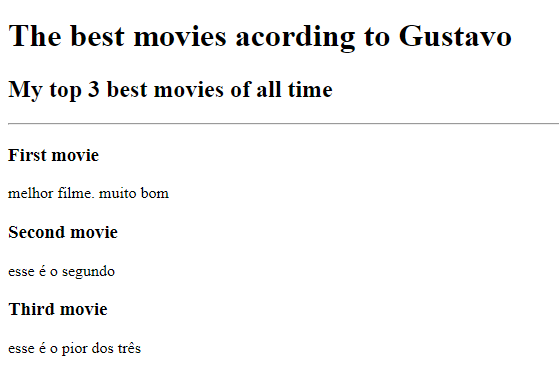 The best movies acording to Gustavo
My top 3 best movies of all time
First movie
melhor filme. muito bom
Second movie
esse é o segundo
Third movie
esse é o pior dos três